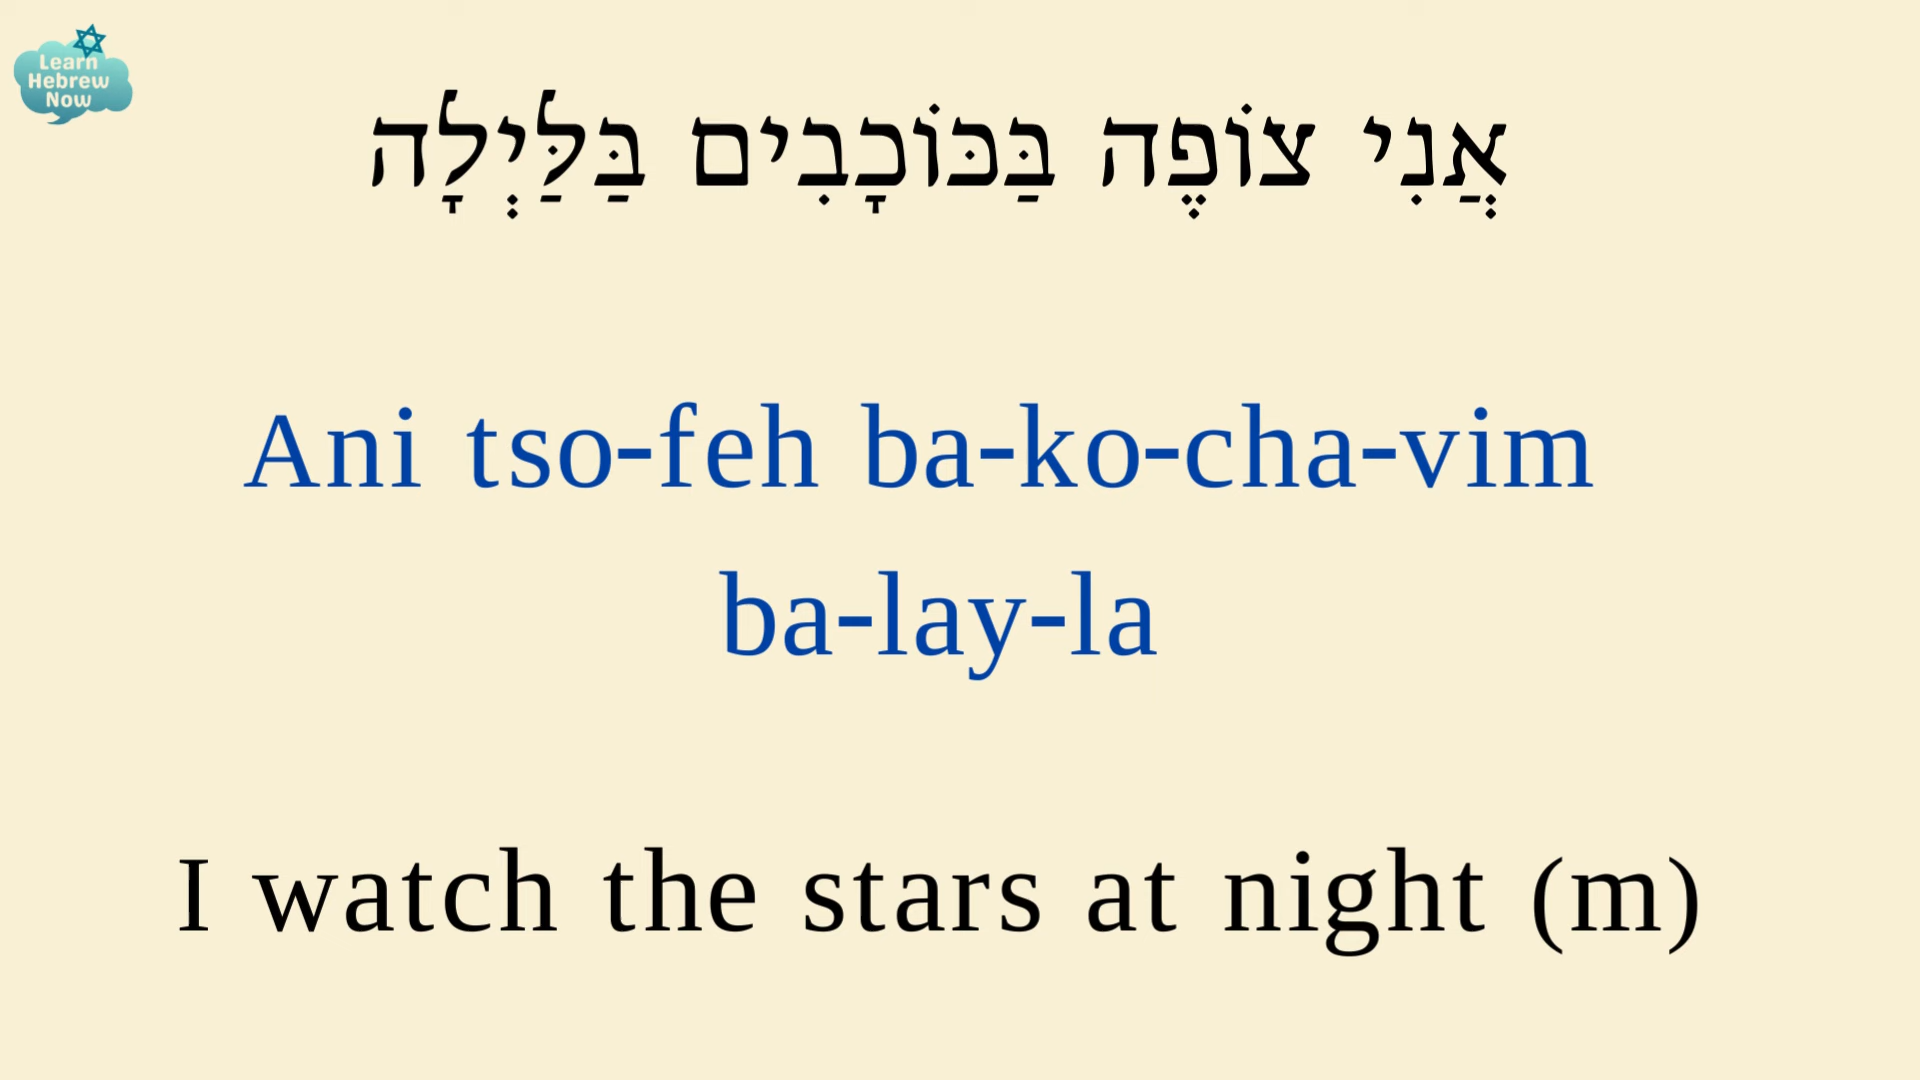 Learn
Hebrew
Now
אֲנִי צוֹפֶה בַּכּוֹכָבִים בַּלַּיְלָה
Ani tso-feh ba-ko-cha-vim
ba-lay-la
I watch the stars at night (m)